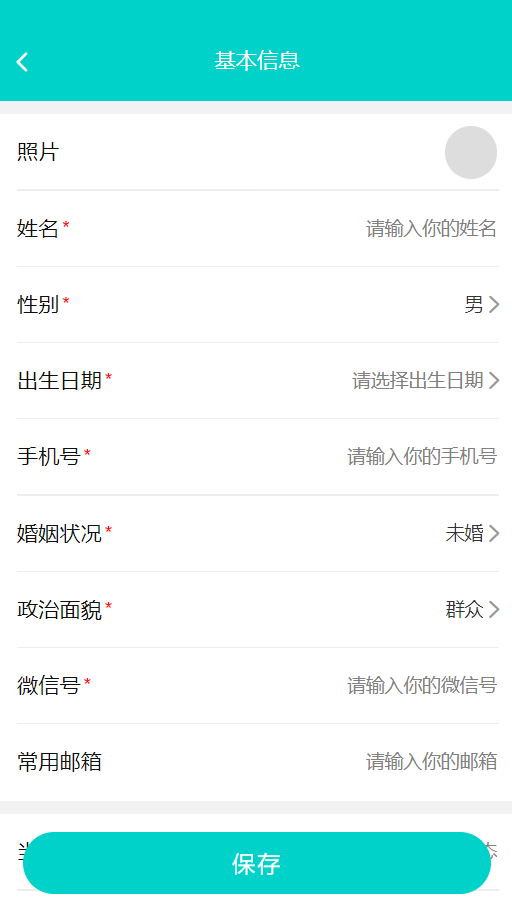 基本信息
照片
姓名* 请输入你的姓名
性别* 男
出生日期* 请选择出生日期
手机号* 请输入你的手机号
婚姻状况* 未婚
政治面貌* 群众
微信号* 请输入你的微信号
常用邮箱 请输入你的邮箱
保存